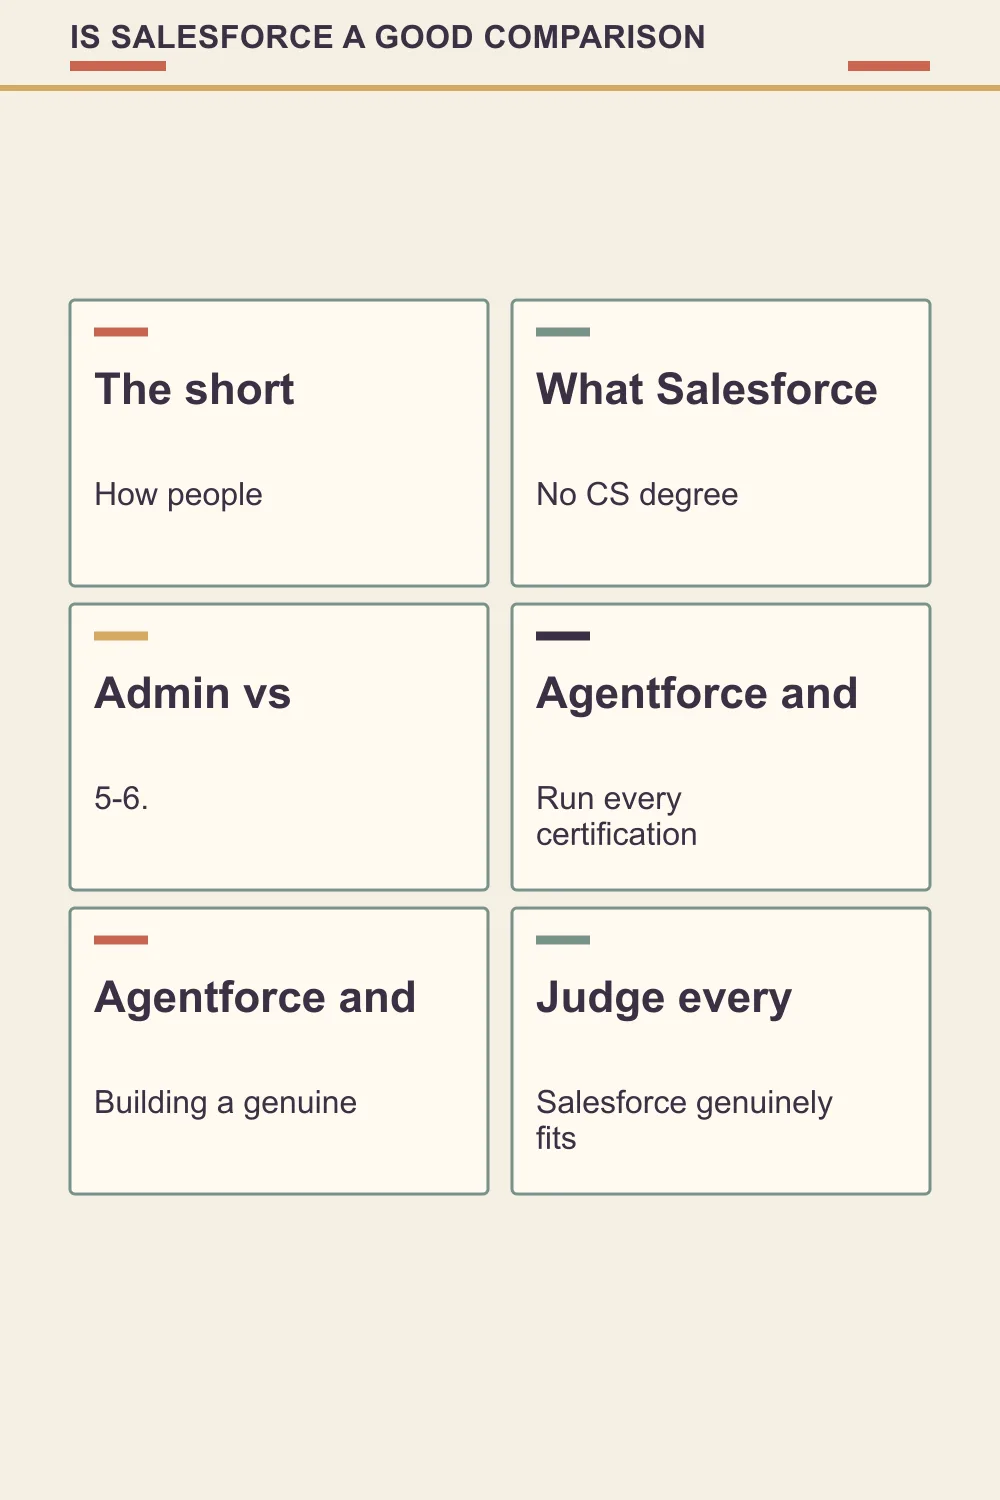 IS SALESFORCE A GOOD COMPARISON
The short
How people
What Salesforce
No CS degree
Admin vs
5-6.
Agentforce and
Run every
certification
Agentforce and
Building a genuine
Judge every
Salesforce genuinely
fits